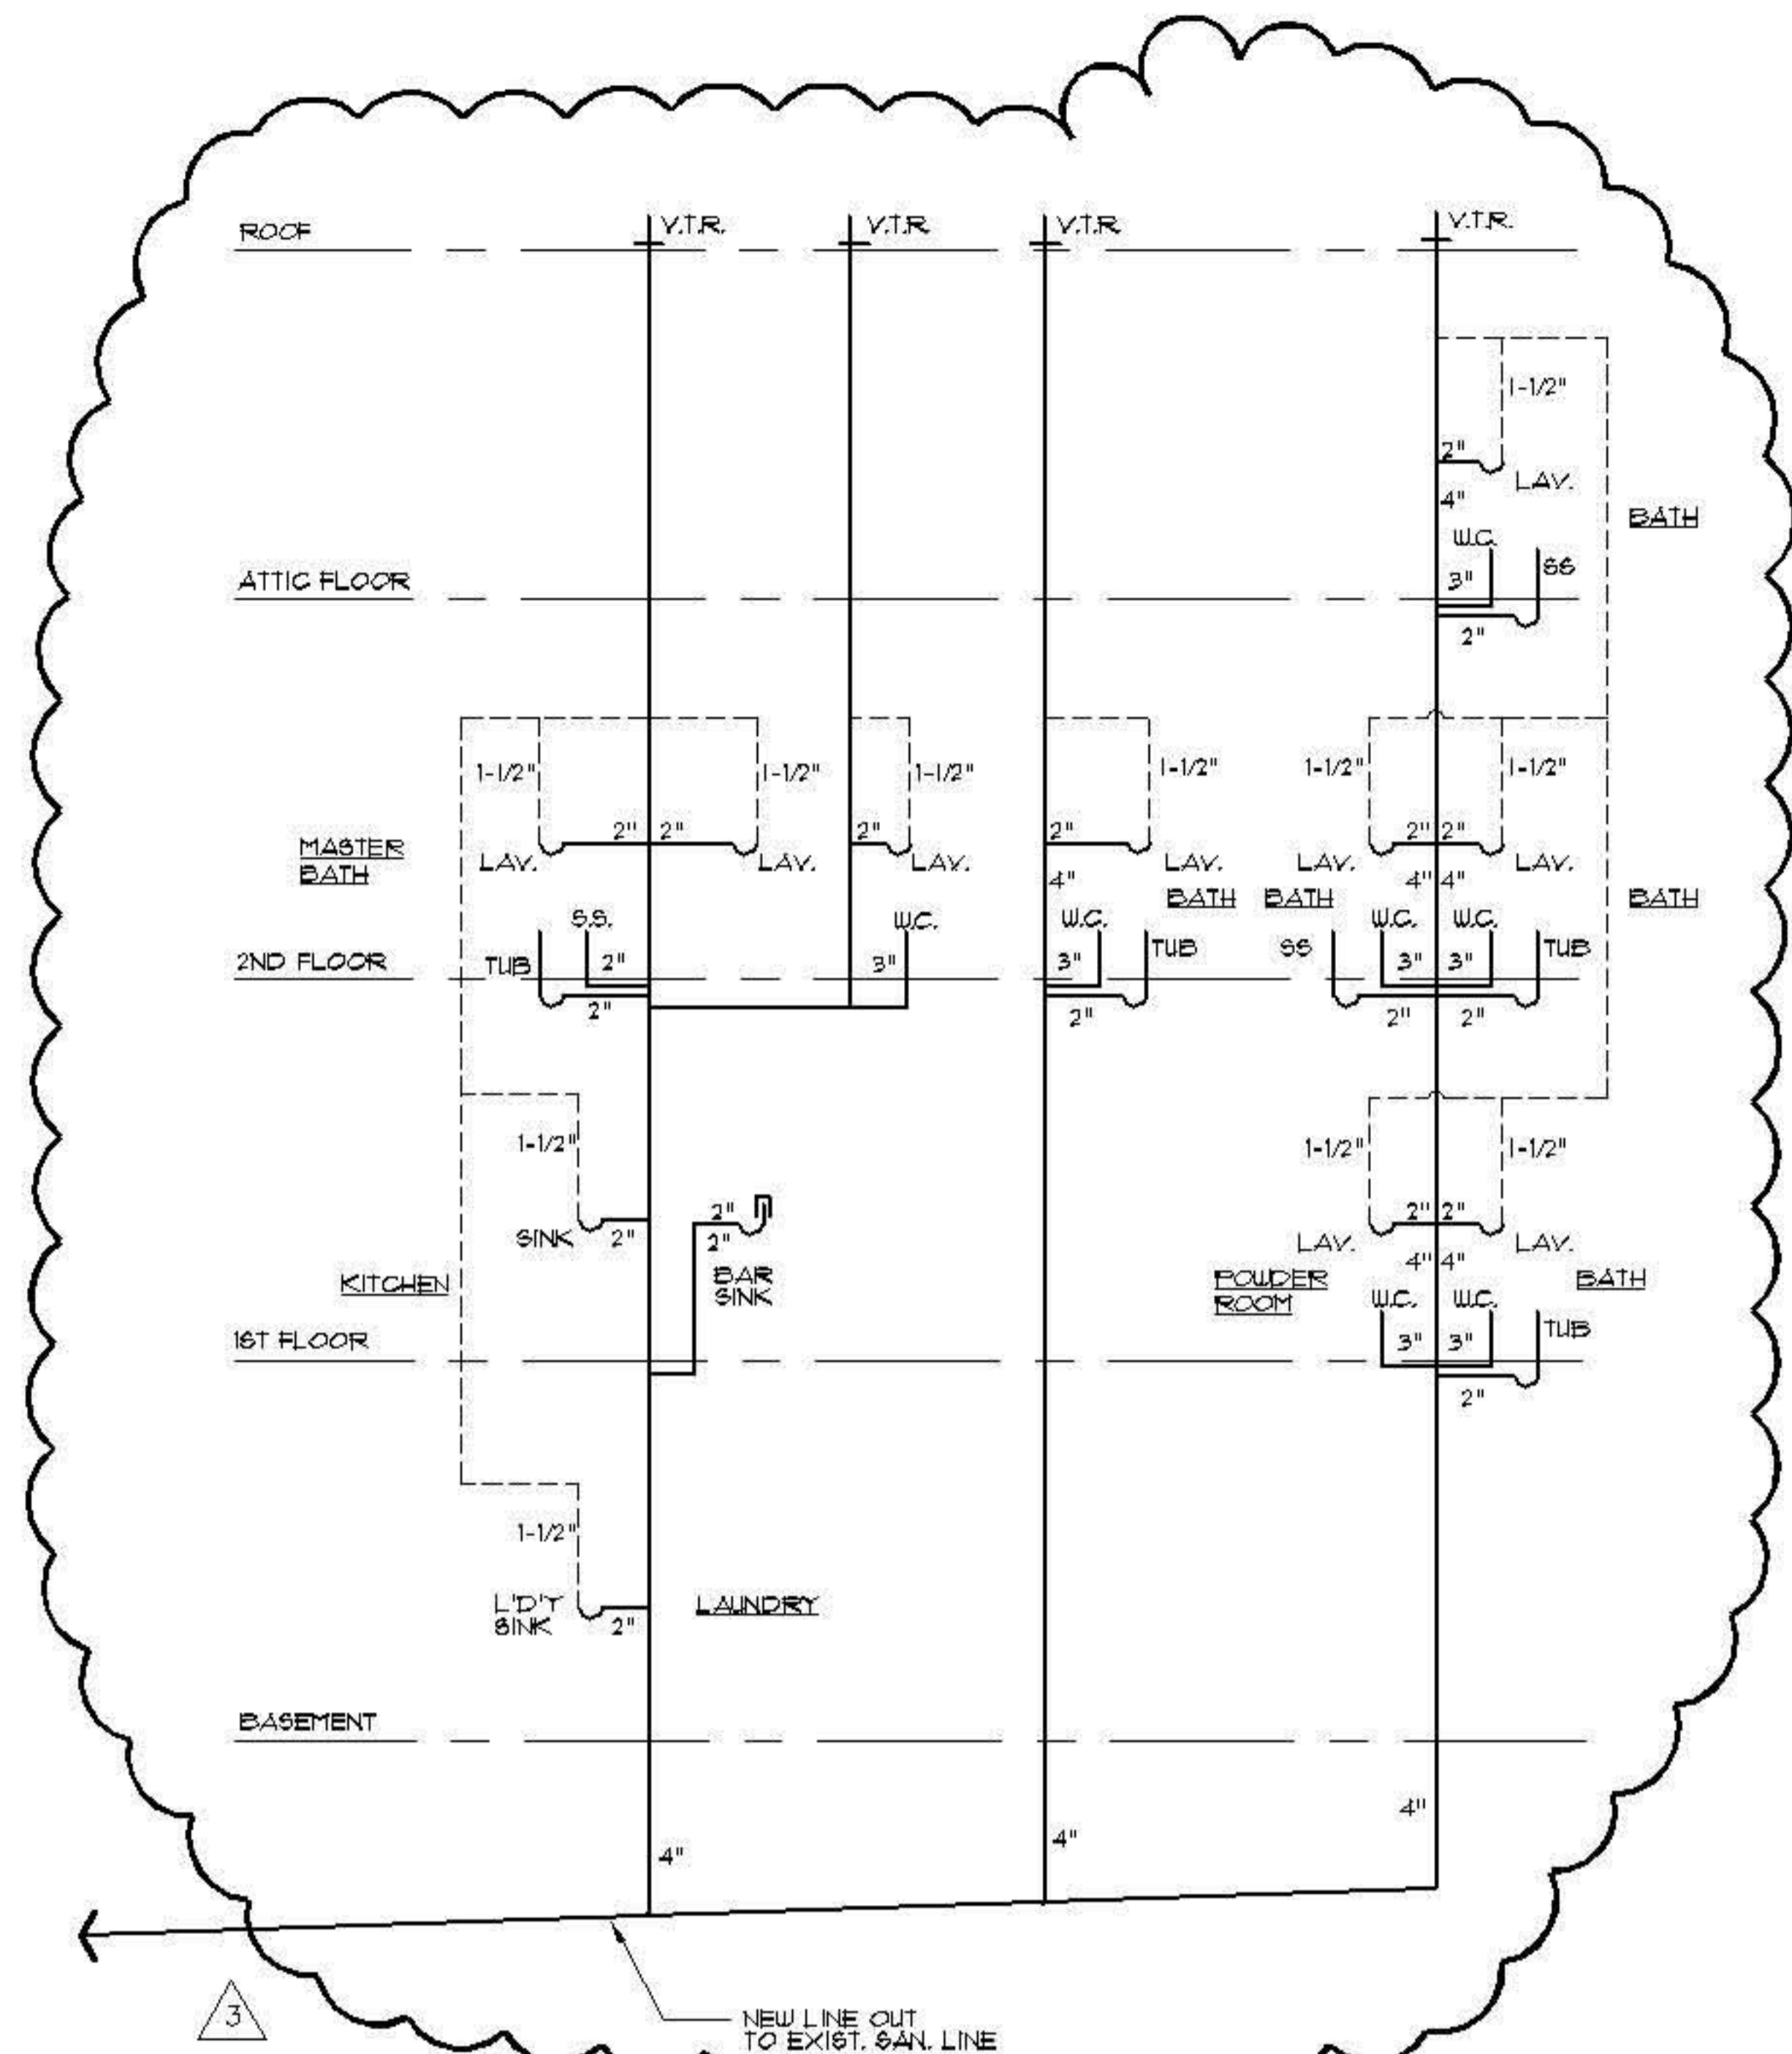 V.T.R. V.T.R. V.T.R. V.T.R.
ROOF
1-1/2"
2"
LAV.
4"
BATH
W.C.
SS
ATTIC FLOOR
3"
2"
1-1/2" 1-1/2" 1-1/2" 1-1/2" 1-1/2" 1-1/2"
2" 2" 2" 2" 2" 2"
MASTER
BATH
LAV. LAV. LAV. LAV. LAV. LAV.
4" 4" 4"
BATH BATH BATH
S.S. W.C. W.C. W.C. W.C.
2ND FLOOR
TUB 2" 3" 3" TUB SS 3" 3" TUB
2" 2" 2" 2"
1-1/2" 1-1/2" 1-1/2"
2" 2" 2"
SINK 2" 2" LAV. LAV.
4" 4"
KITCHEN
BAR
SINK
POWDER
ROOM
BATH
W.C. W.C.
1ST FLOOR
3" 3" TUB
2"
1-1/2"
L'D'Y
SINK
2"
LAUNDRY
BASEMENT
4"
4"
4"
3
NEW LINE OUT
TO EXIST. SAN. LINE